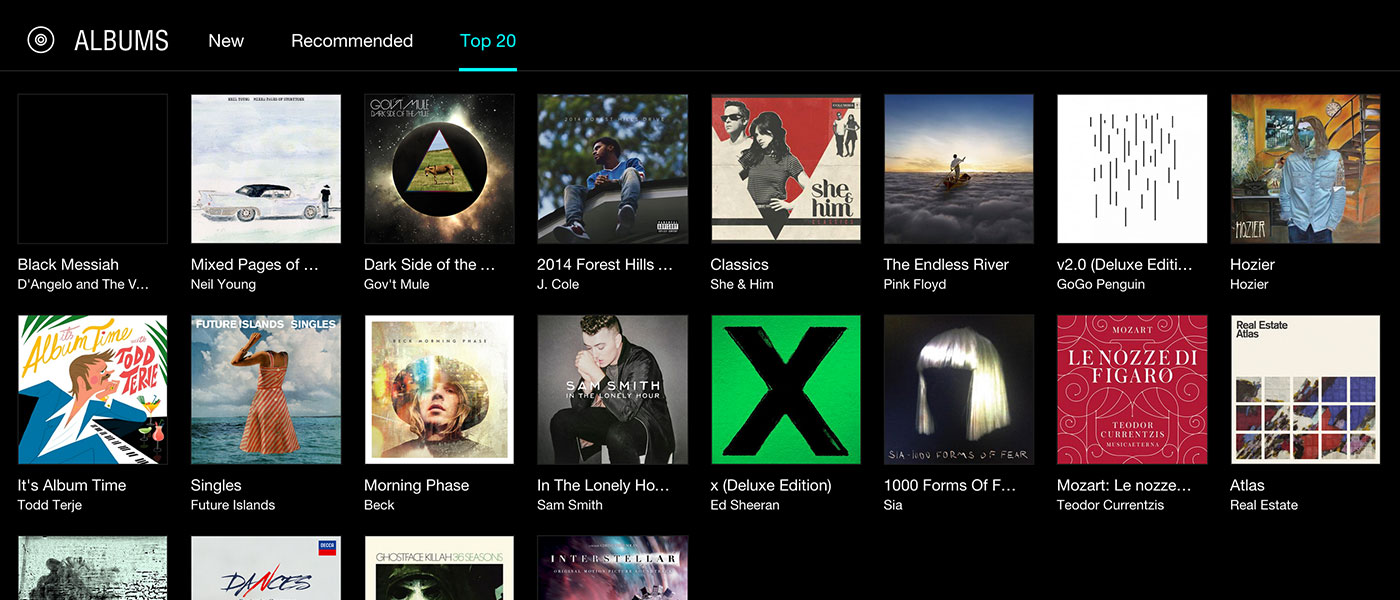 ALBUMS New Recommended Top 20
NEIL YOUNG MIXED PAGES OF STORYTONE
GOV'T MULE
DARK SIDE OF THE MULE
2014 FOREST HILLS DRIVE
COLUMBIA
she
&
him
CLASSICS
HOZIER
Black Messiah
D'Angelo and The V...
Mixed Pages of ...
Neil Young
Dark Side of the ...
Gov't Mule
2014 Forest Hills ...
J. Cole
Classics
She & Him
The Endless River
Pink Floyd
v2.0 (Deluxe Editi...
GoGo Penguin
Hozier
Hozier
it's
Album Time
with
TODD
TERJE
FUTURE ISLANDS SINGLES
BECK MORNING PHASE
SAM SMITH
IN THE LONELY HOUR
X
SIA - 1000 FORMS OF FEAR
MOZART
LE NOZZE DI
FIGARO
TEODOR
CURRENTZIS
MUSICAETERNA
Real Estate
Atlas
It's Album Time
Todd Terje
Singles
Future Islands
Morning Phase
Beck
In The Lonely Ho...
Sam Smith
x (Deluxe Edition)
Ed Sheeran
1000 Forms Of F...
Sia
Mozart: Le nozze...
Teodor Currentzis
Atlas
Real Estate
DECCA
DANCES
GHOSTFACE KILLAH 36 SEASONS
INTERSTELLAR
ORIGINAL MOTION PICTURE SOUNDTRACK